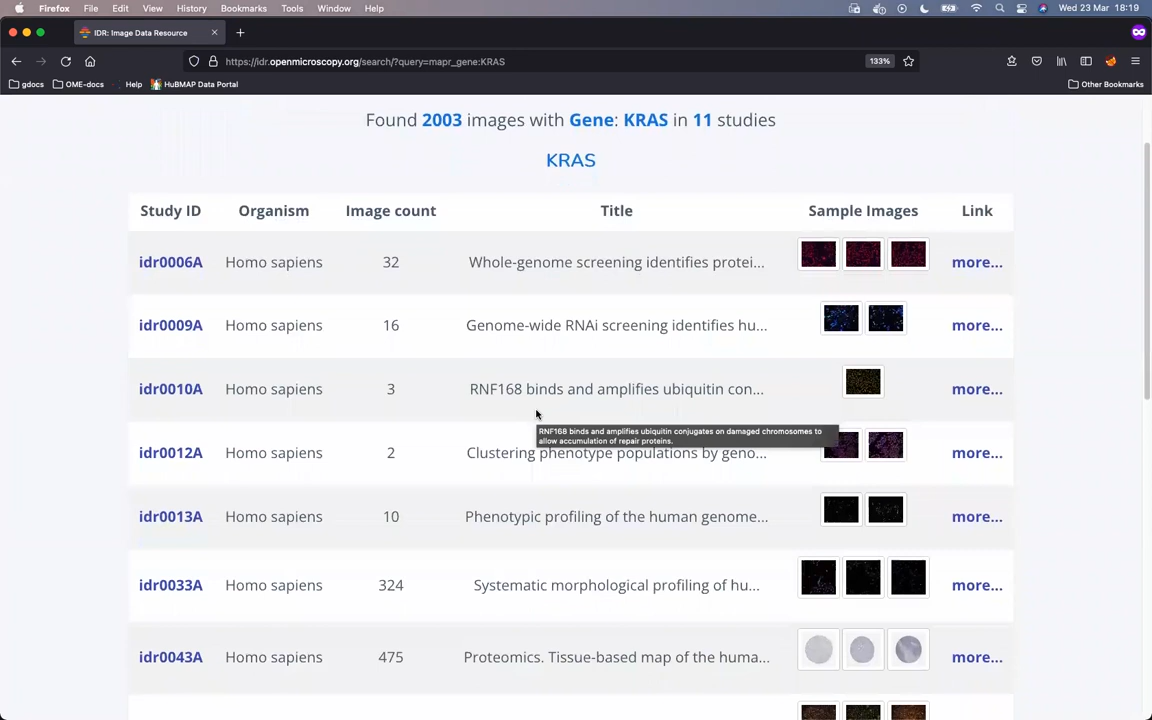 Firefox File Edit View History Bookmarks Tools Window Help Wed 23 Mar 18:19
IDR: Image Data Resource
https://idr.openmicroscopy.org/search/?query=mapr_gene:KRAS 133%
gdocs OME-docs Help HuBMAP Data Portal Other Bookmarks
Found 2003 images with Gene: KRAS in 11 studies
KRAS
Study ID Organism Image count Title Sample Images Link
idr0006A Homo sapiens 32 Whole-genome screening identifies protei... more...
idr0009A Homo sapiens 16 Genome-wide RNAi screening identifies hu... more...
idr0010A Homo sapiens 3 RNF168 binds and amplifies ubiquitin con... more...
RNF168 binds and amplifies ubiquitin conjugates on damaged chromosomes to
allow accumulation of repair proteins.
idr0012A Homo sapiens 2 Clustering phenotype populations by geno... more...
idr0013A Homo sapiens 10 Phenotypic profiling of the human genome... more...
idr0033A Homo sapiens 324 Systematic morphological profiling of hu... more...
idr0043A Homo sapiens 475 Proteomics. Tissue-based map of the huma... more...